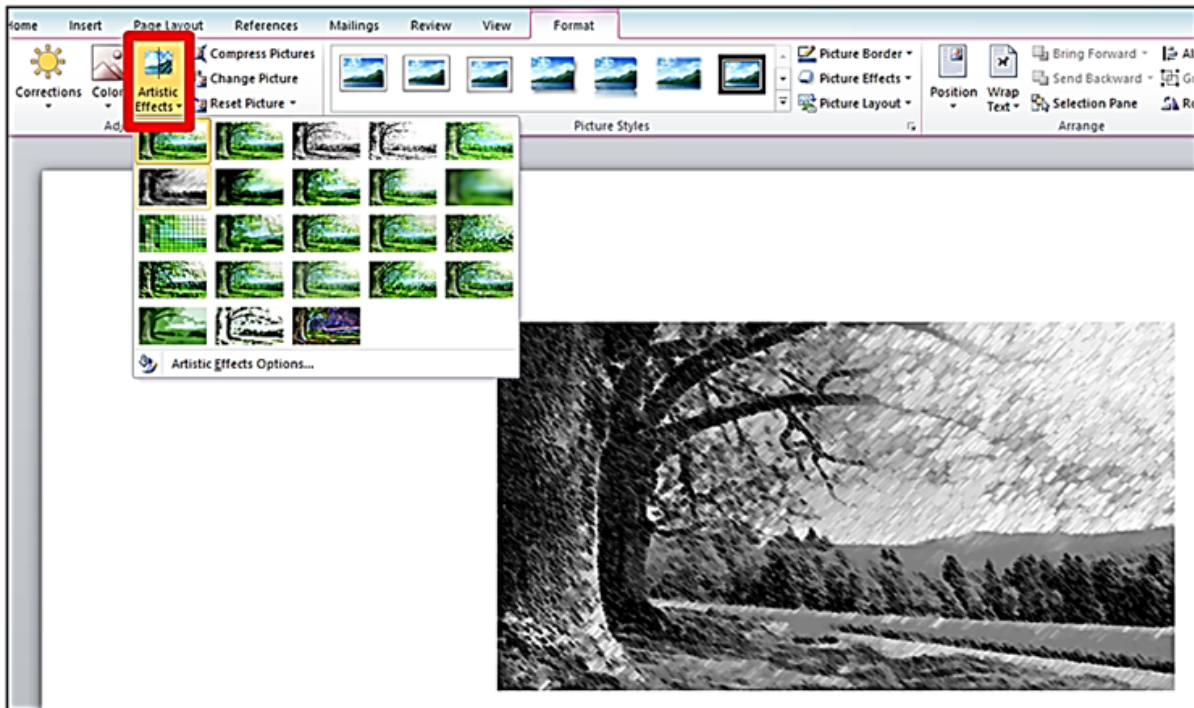 Insert Page Layout References Mailings Review View Format
Corrections
Artistic
Effects
Compress Pictures
Change Picture
Reset Picture
Picture Styles
Picture Border
Picture Effects
Picture Layout
Position
Wrap
Text
Bring Forward
Send Backward
Selection Pane
Arrange
Artistic Effects Options...